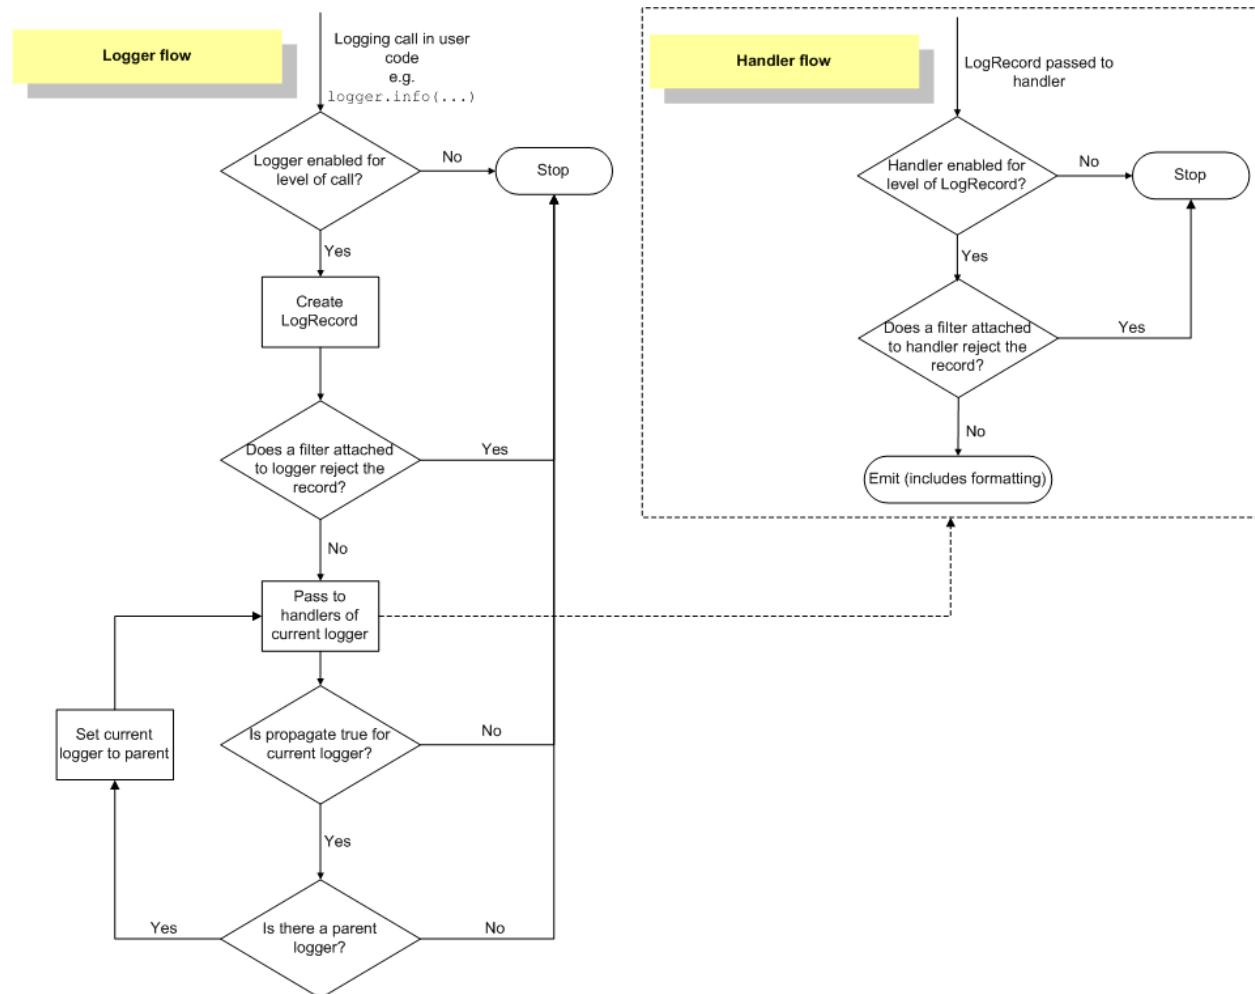 Logger flow
Logging call in user
code
e.g.
logger.info(...)
Logger enabled for
level of call?
No
Stop
Yes
Create
LogRecord
Does a filter attached
to logger reject the
record?
Yes
No
Pass to
handlers of
current logger
Set current
logger to parent
Is propagate true for
current logger?
No
Yes
Is there a parent
logger?
Yes
No
Handler flow
LogRecord passed to
handler
Handler enabled for
level of LogRecord?
No
Stop
Yes
Does a filter attached
to handler reject the
record?
Yes
No
Emit (includes formatting)